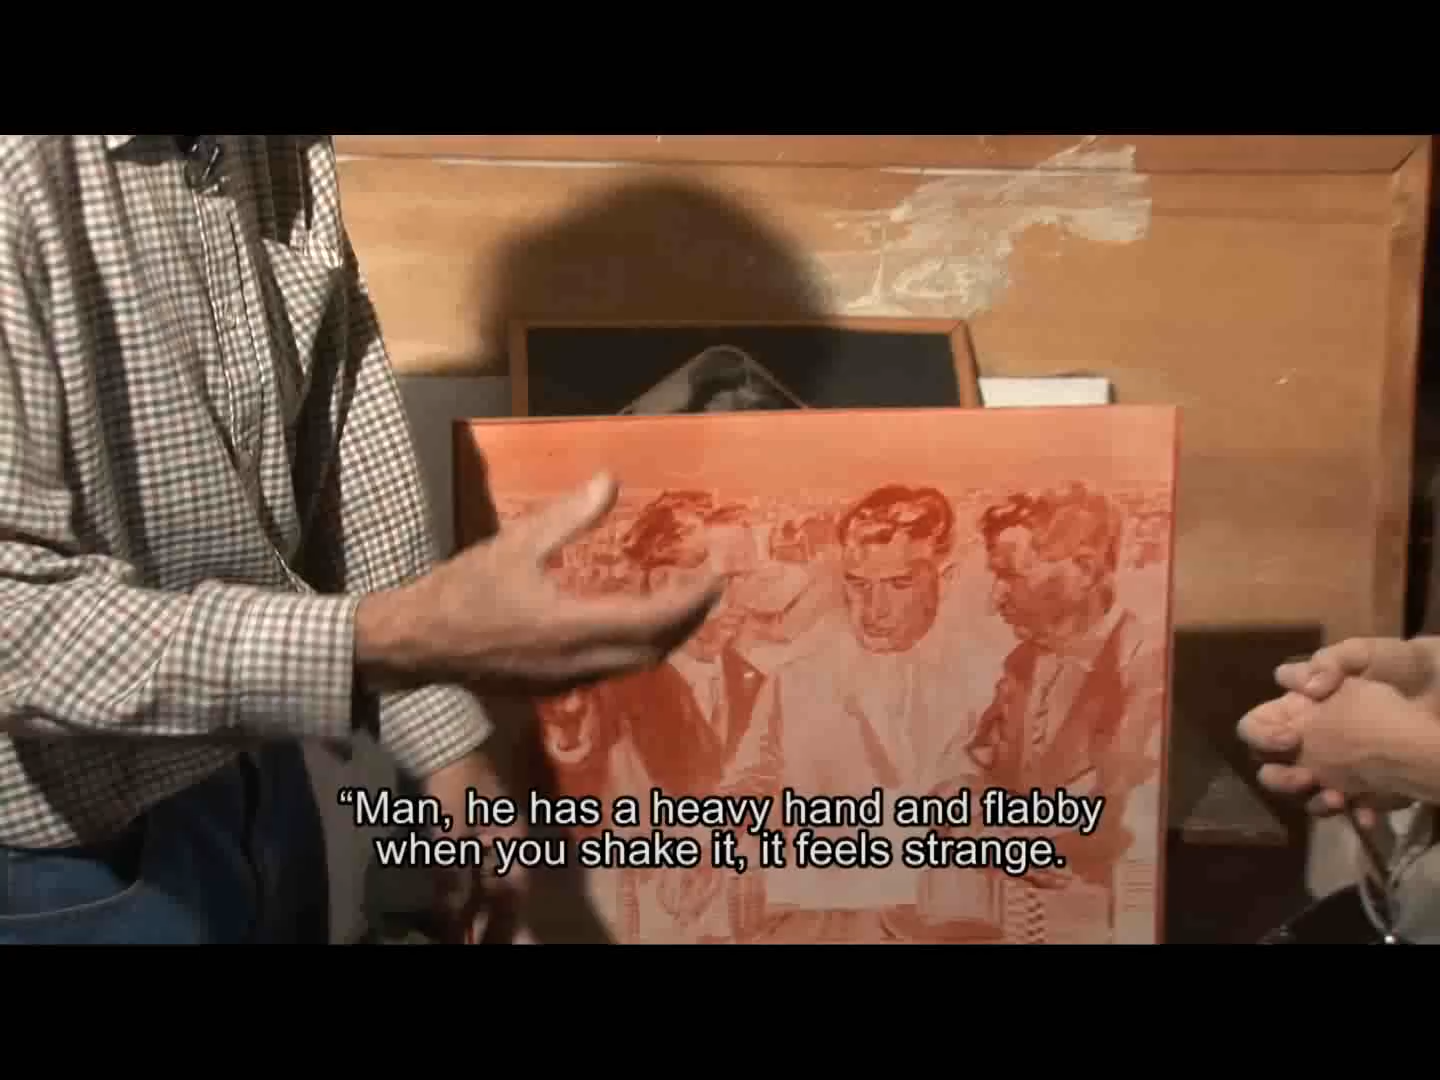 “Man, he has a heavy hand and flabby
when you shake it, it feels strange.